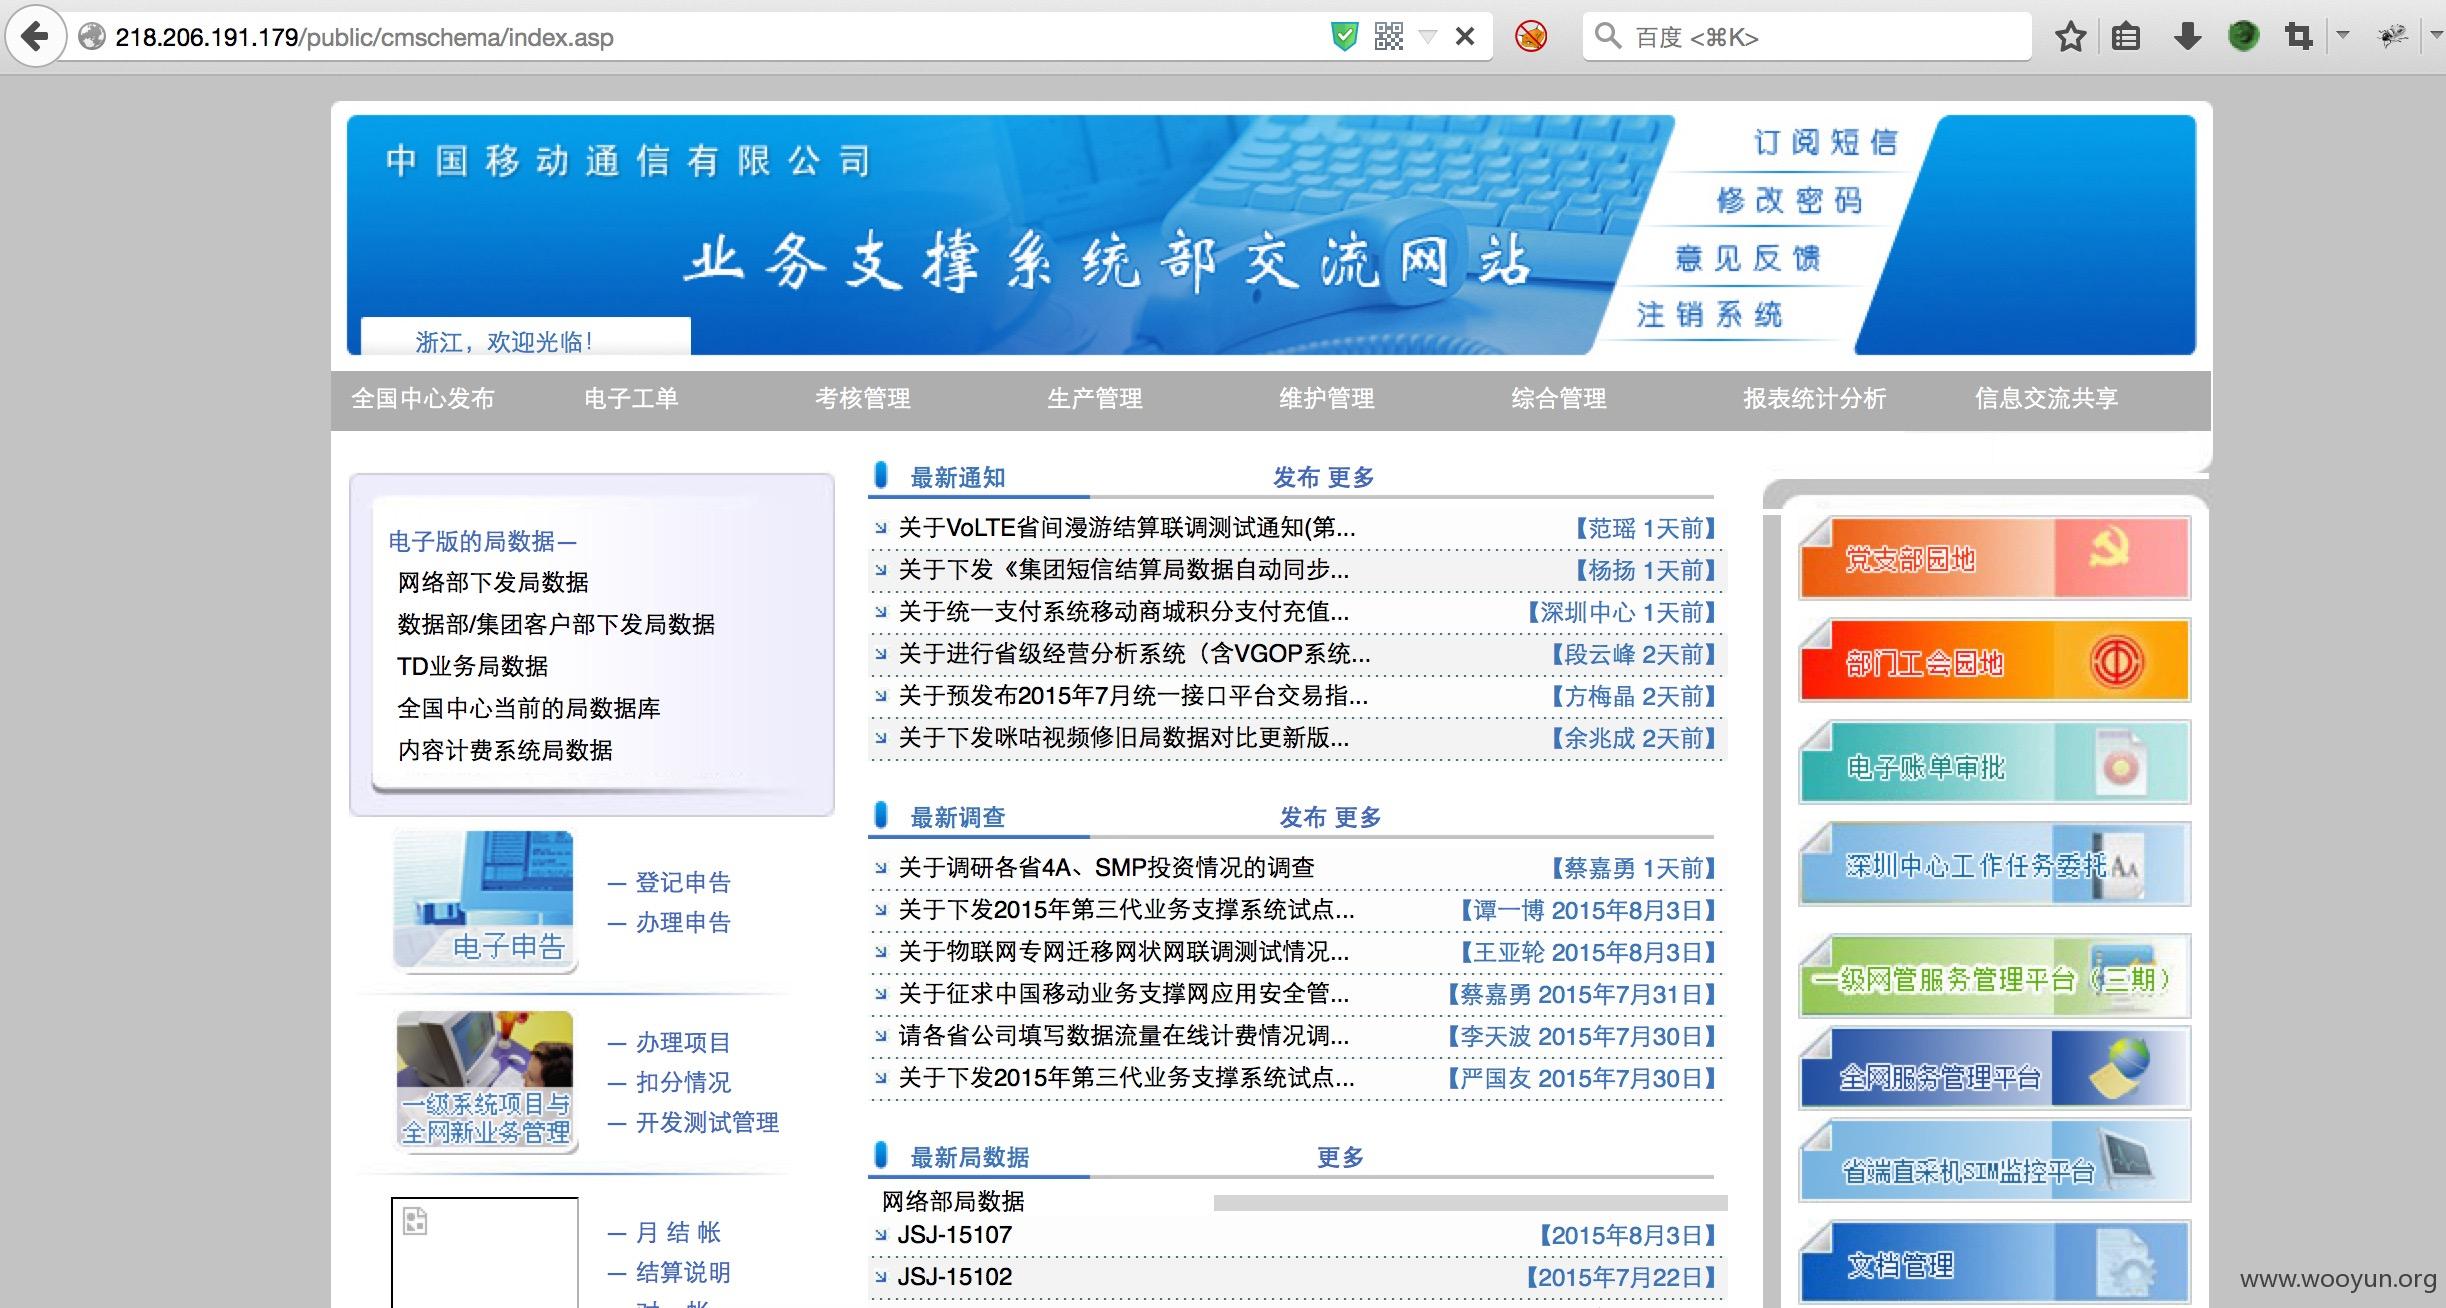 218.206.191.179/public/cmschema/index.asp
百度 <⌘K>
中国移动通信有限公司
业务支撑系统部交流网站
订阅短信
修改密码
意见反馈
注销系统
浙江，欢迎光临！
全国中心发布 电子工单 考核管理 生产管理 维护管理 综合管理 报表统计分析 信息交流共享
电子版的局数据—
网络部下发局数据
数据部/集团客户部下发局数据
TD业务局数据
全国中心当前的局数据库
内容计费系统局数据
电子申告
— 登记申告
— 办理申告
一级系统项目与
全网新业务管理
— 办理项目
— 扣分情况
— 开发测试管理
— 月 结 帐
— 结算说明
最新通知 发布 更多
关于VoLTE省间漫游结算联调测试通知(第... 【范瑶 1天前】
关于下发《集团短信结算局数据自动同步... 【杨扬 1天前】
关于统一支付系统移动商城积分支付充值... 【深圳中心 1天前】
关于进行省级经营分析系统（含VGOP系统... 【段云峰 2天前】
关于预发布2015年7月统一接口平台交易指... 【方梅晶 2天前】
关于下发咪咕视频修旧局数据对比更新版... 【余兆成 2天前】
最新调查 发布 更多
关于调研各省4A、SMP投资情况的调查 【蔡嘉勇 1天前】
关于下发2015年第三代业务支撑系统试点... 【谭一博 2015年8月3日】
关于物联网专网迁移网状网联调测试情况... 【王亚轮 2015年8月3日】
关于征求中国移动业务支撑网应用安全管... 【蔡嘉勇 2015年7月31日】
请各省公司填写数据流量在线计费情况调... 【李天波 2015年7月30日】
关于下发2015年第三代业务支撑系统试点... 【严国友 2015年7月30日】
最新局数据 更多
网络部局数据
JSJ-15107 【2015年8月3日】
JSJ-15102 【2015年7月22日】
党支部园地
部门工会园地
电子账单审批
深圳中心工作任务委托
一级网管服务管理平台（三期）
全网服务管理平台
省端直采机SIM监控平台
文档管理
www.wooyun.org